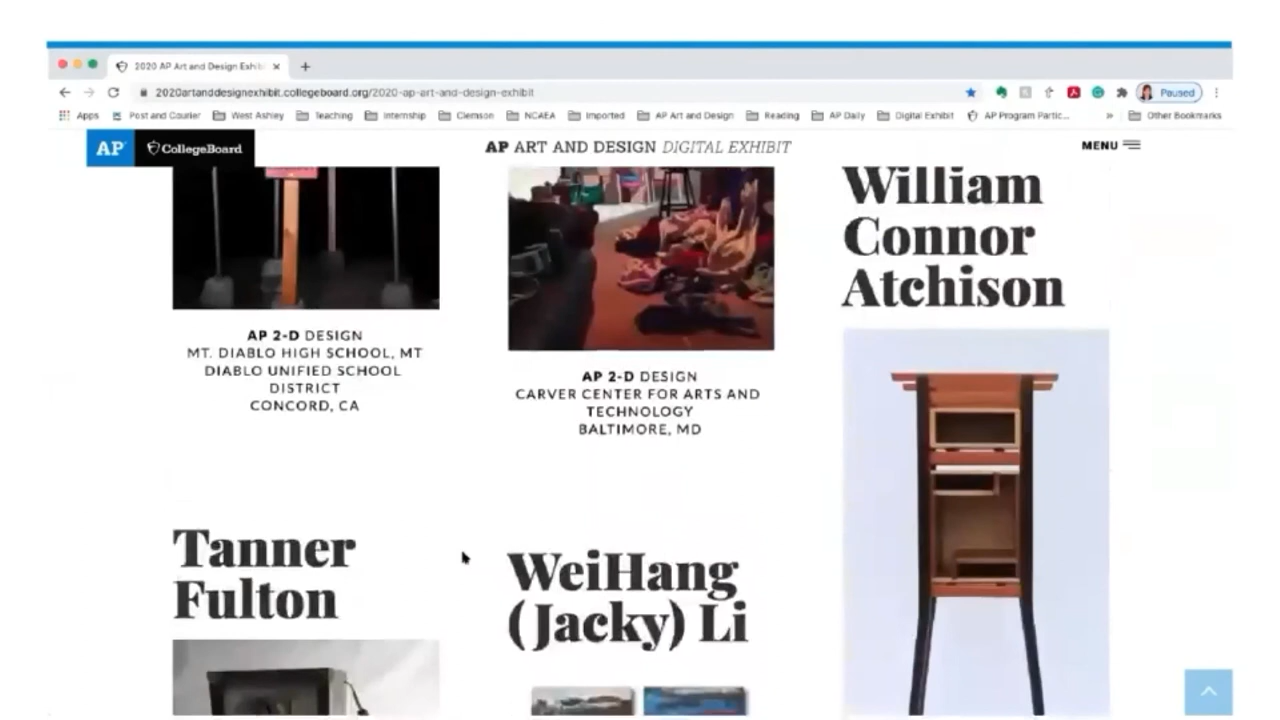 2020 AP Art and Design Exhib
2020artanddesignexhibit.collegeboard.org/2020-ap-art-and-design-exhibit
Paused
Apps Post and Courier West Ashley Teaching Internship Clemson NCAEA Imported AP Art and Design Reading AP Daily Digital Exhibit AP Program Partic... » Other Bookmarks
AP CollegeBoard
AP ART AND DESIGN DIGITAL EXHIBIT
MENU
AP 2-D DESIGN
MT. DIABLO HIGH SCHOOL, MT
DIABLO UNIFIED SCHOOL
DISTRICT
CONCORD, CA
AP 2-D DESIGN
CARVER CENTER FOR ARTS AND
TECHNOLOGY
BALTIMORE, MD
William
Connor
Atchison
Tanner
Fulton
WeiHang
(Jacky) Li